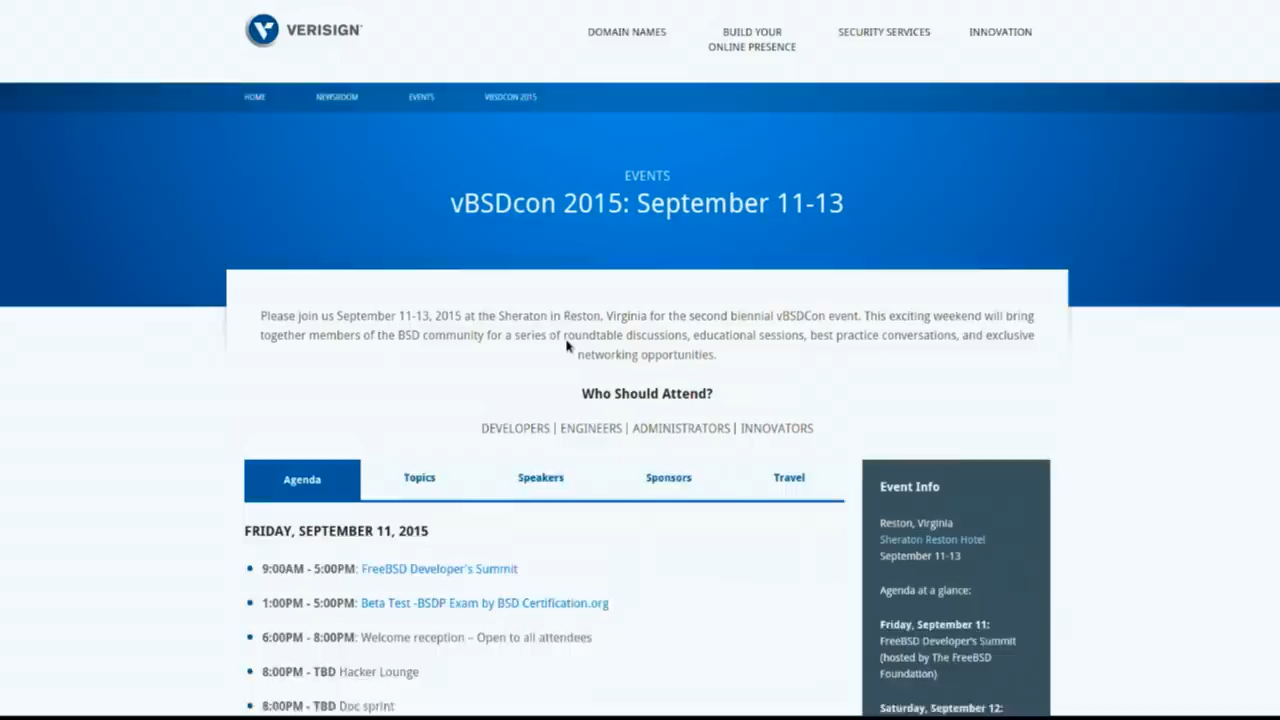 VERISIGN
DOMAIN NAMES
BUILD YOUR
ONLINE PRESENCE
SECURITY SERVICES
INNOVATION
HOME
NEWSROOM
EVENTS
VBSDCON 2015
EVENTS
vBSDcon 2015: September 11-13
Please join us September 11-13, 2015 at the Sheraton in Reston, Virginia for the second biennial vBSDCon event. This exciting weekend will bring
together members of the BSD community for a series of roundtable discussions, educational sessions, best practice conversations, and exclusive
networking opportunities.
Who Should Attend?
DEVELOPERS | ENGINEERS | ADMINISTRATORS | INNOVATORS
Agenda
Topics
Speakers
Sponsors
Travel
FRIDAY, SEPTEMBER 11, 2015
9:00AM - 5:00PM: FreeBSD Developer's Summit
1:00PM - 5:00PM: Beta Test -BSDP Exam by BSD Certification.org
6:00PM - 8:00PM: Welcome reception – Open to all attendees
8:00PM - TBD Hacker Lounge
8:00PM - TBD Doc sprint
Event Info
Reston, Virginia
Sheraton Reston Hotel
September 11-13
Agenda at a glance:
Friday, September 11:
FreeBSD Developer's Summit
(hosted by The FreeBSD
Foundation)
Saturday, September 12: